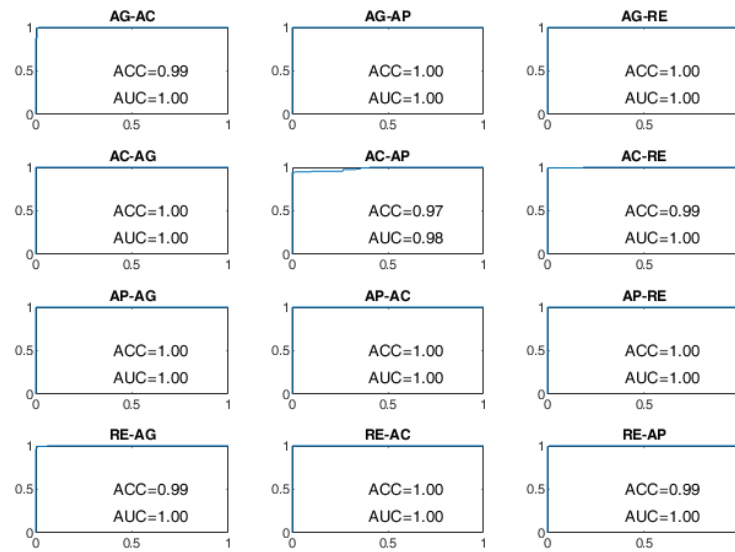 AG-AC AG-AP AG-RE
1 1 1
0.5 ACC=0.99 0.5 ACC=1.00 0.5 ACC=1.00
AUC=1.00 AUC=1.00 AUC=1.00
0 0 0
0 0.5 1 0 0.5 1 0 0.5
AC-AG AC-AP AC-RE
1 1 1
0.5 ACC=1.00 0.5 ACC=0.97 0.5 ACC=0.99
AUC=1.00 AUC=0.98 AUC=1.00
0 0 0
0 0.5 1 0 0.5 1 0 0.5
AP-AG AP-AC AP-RE
1 1 1
0.5 ACC=1.00 0.5 ACC=1.00 0.5 ACC=1.00
AUC=1.00 AUC=1.00 AUC=1.00
0 0 0
0 0.5 1 0 0.5 1 0 0.5
RE-AG RE-AC RE-AP
1 1 1
0.5 ACC=0.99 0.5 ACC=1.00 0.5 ACC=0.99
AUC=1.00 AUC=1.00 AUC=1.00
0 0 0
0 0.5 1 0 0.5 1 0 0.5